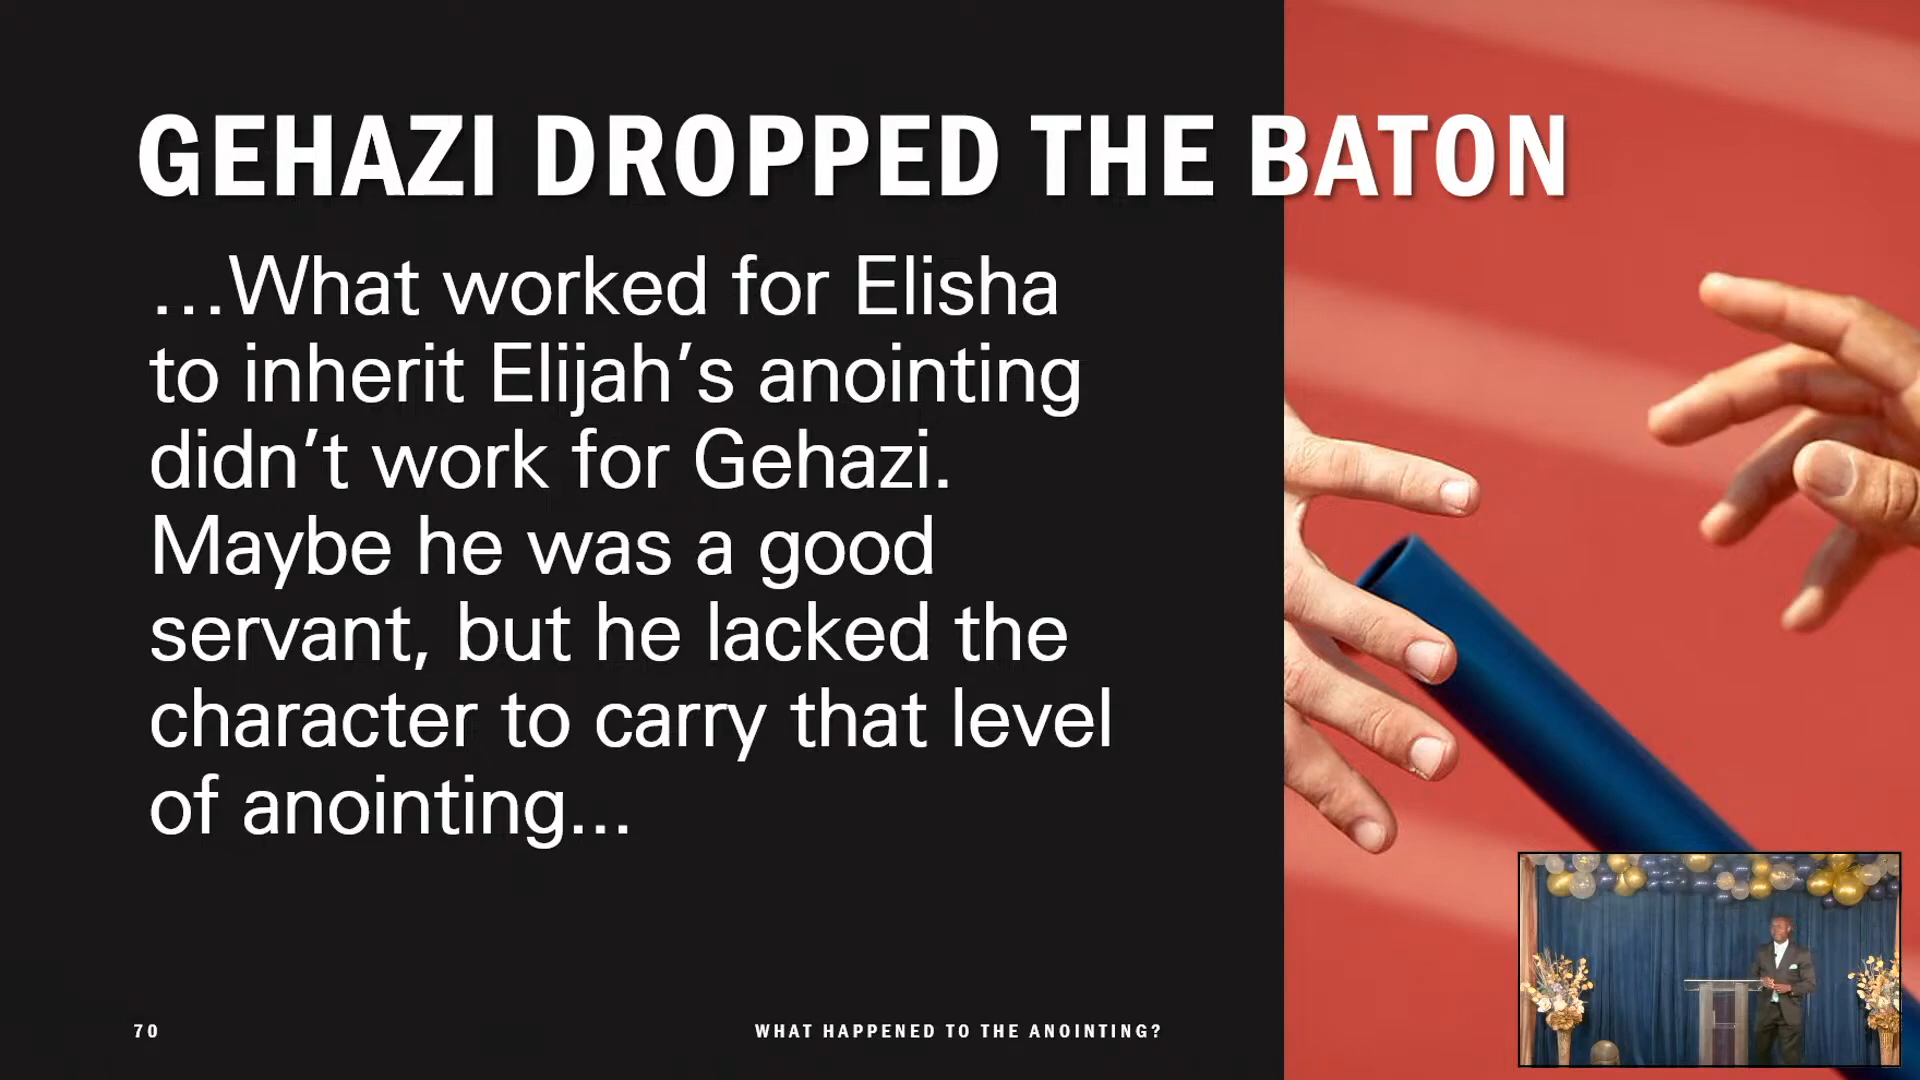 GEHAZI DROPPED THE BATON
…What worked for Elisha
to inherit Elijah’s anointing
didn’t work for Gehazi.
Maybe he was a good
servant, but he lacked the
character to carry that level
of anointing…
70
WHAT HAPPENED TO THE ANOINTING?